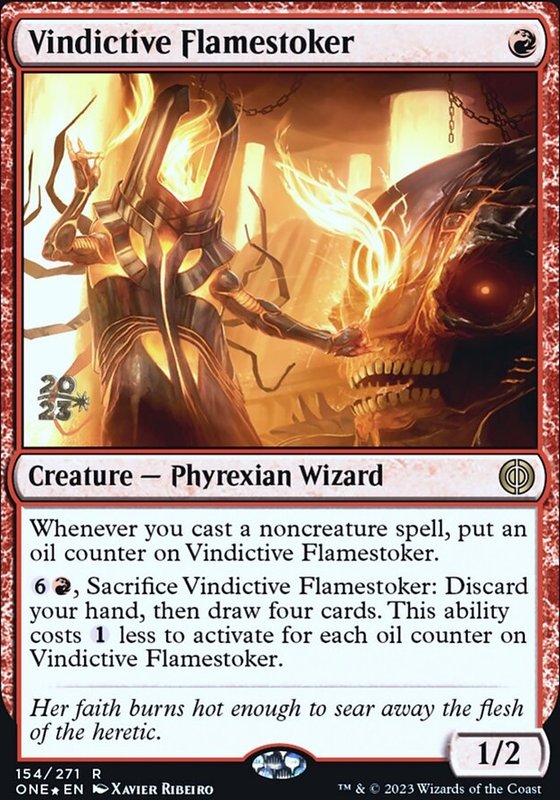 Vindictive Flamestoker
20
23
Creature — Phyrexian Wizard
Whenever you cast a noncreature spell, put an
oil counter on Vindictive Flamestoker.
6, Sacrifice Vindictive Flamestoker: Discard
your hand, then draw four cards. This ability
costs 1 less to activate for each oil counter on
Vindictive Flamestoker.
Her faith burns hot enough to sear away the flesh
of the heretic.
1/2
154/271 R
ONE★EN Xavier Ribeiro
™ & © 2023 Wizards of the Coast